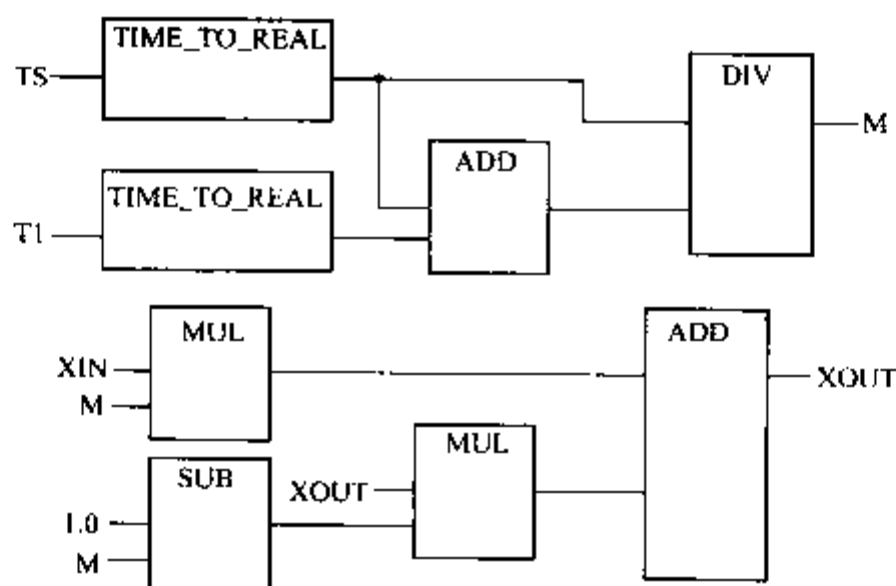 TIME_TO_REAL
TS
DIV
M
ADD
TIME_TO_REAL
T1
MUL
ADD
XIN
XOUT
M
MUL
SUB
XOUT
1.0
M